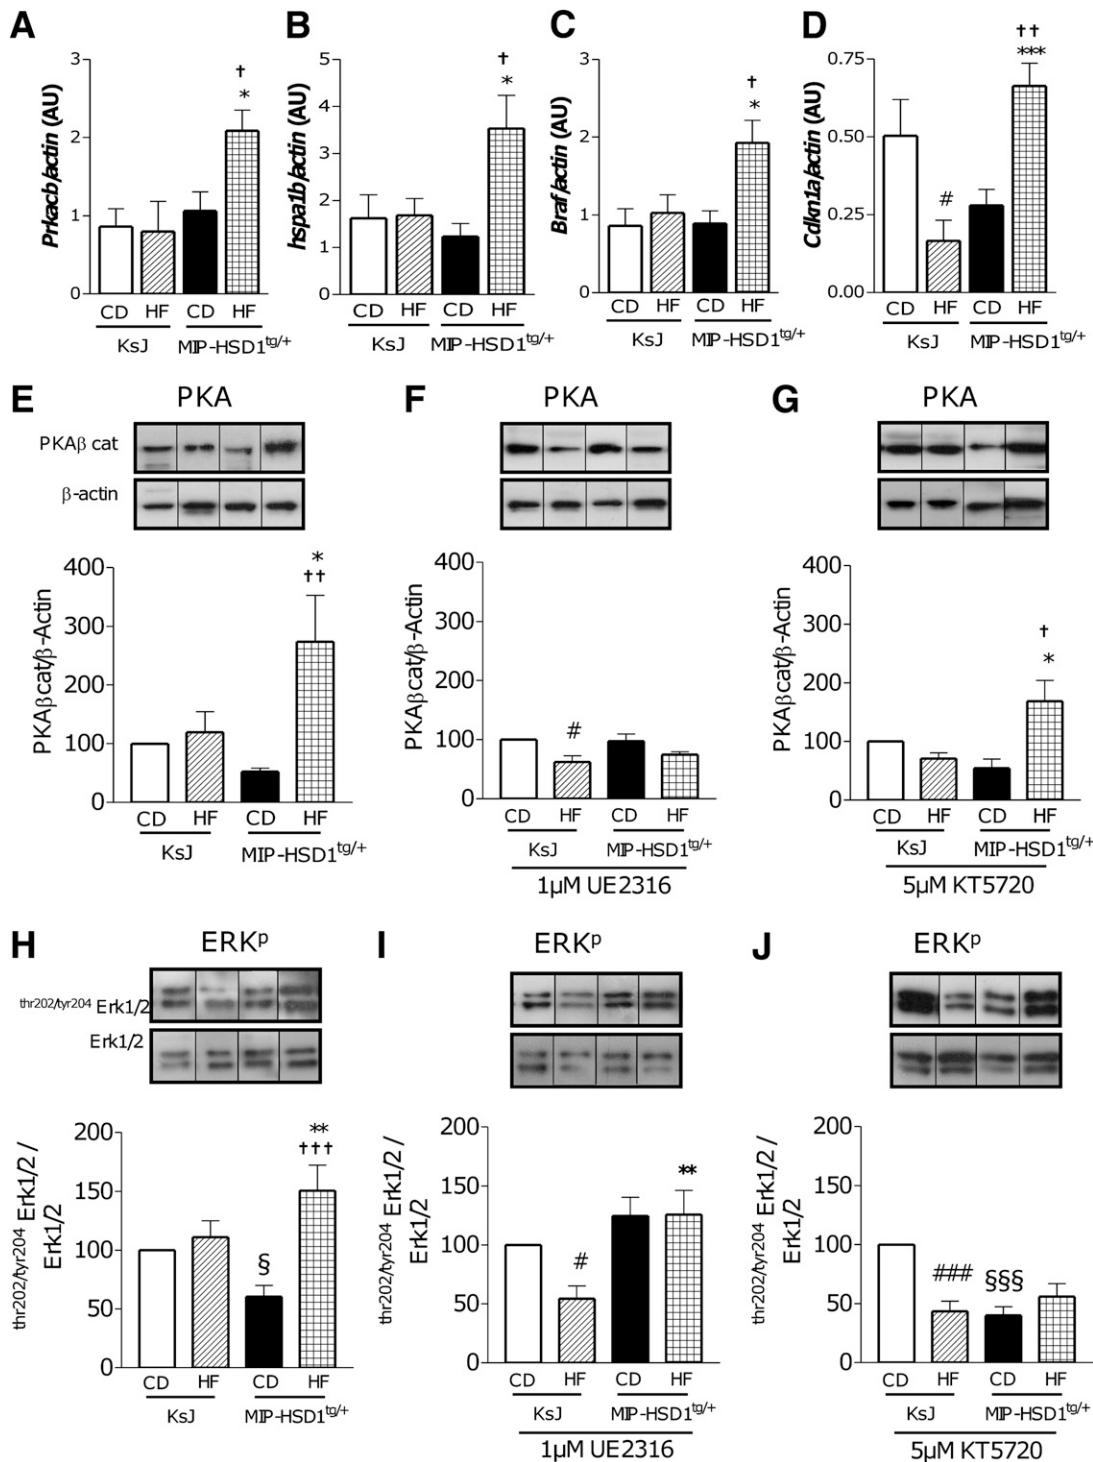 A
B
C
D
Prkacb/actin (AU)
3
2
1
0
*
†
CD HF CD HF
KsJ MIP-HSD1tg/+
hspa1b/actin (AU)
5
4
3
2
1
0
†
*
CD HF CD HF
KsJ MIP-HSD1tg/+
Braf/actin (AU)
3
2
1
0
†
*
CD HF CD HF
KsJ MIP-HSD1tg/+
Cdkn1a/actin (AU)
0.75
0.50
0.25
0.00
#
††
***
CD HF CD HF
KsJ MIP-HSD1tg/+
E
PKA
PKAβ cat
β-actin
PKAβcat/β-Actin
400
300
200
100
0
*
††
CD HF CD HF
KsJ MIP-HSD1tg/+
F
PKA
PKAβcat/β-Actin
400
300
200
100
0
#
CD HF CD HF
KsJ MIP-HSD1tg/+
1µM UE2316
G
PKA
PKAβcat/β-Actin
400
300
200
100
0
†
*
CD HF CD HF
KsJ MIP-HSD1tg/+
5µM KT5720
H
ERKp
thr202/tyr204 Erk1/2
Erk1/2
thr202/tyr204 Erk1/2 /
Erk1/2
200
150
100
50
0
§
**
†††
CD HF CD HF
KsJ MIP-HSD1tg/+
I
ERKp
thr202/tyr204 Erk1/2 /
Erk1/2
200
150
100
50
0
#
**
CD HF CD HF
KsJ MIP-HSD1tg/+
1µM UE2316
J
ERKp
thr202/tyr204 Erk1/2 /
Erk1/2
200
150
100
50
0
###
§§§
CD HF CD HF
KsJ MIP-HSD1tg/+
5µM KT5720